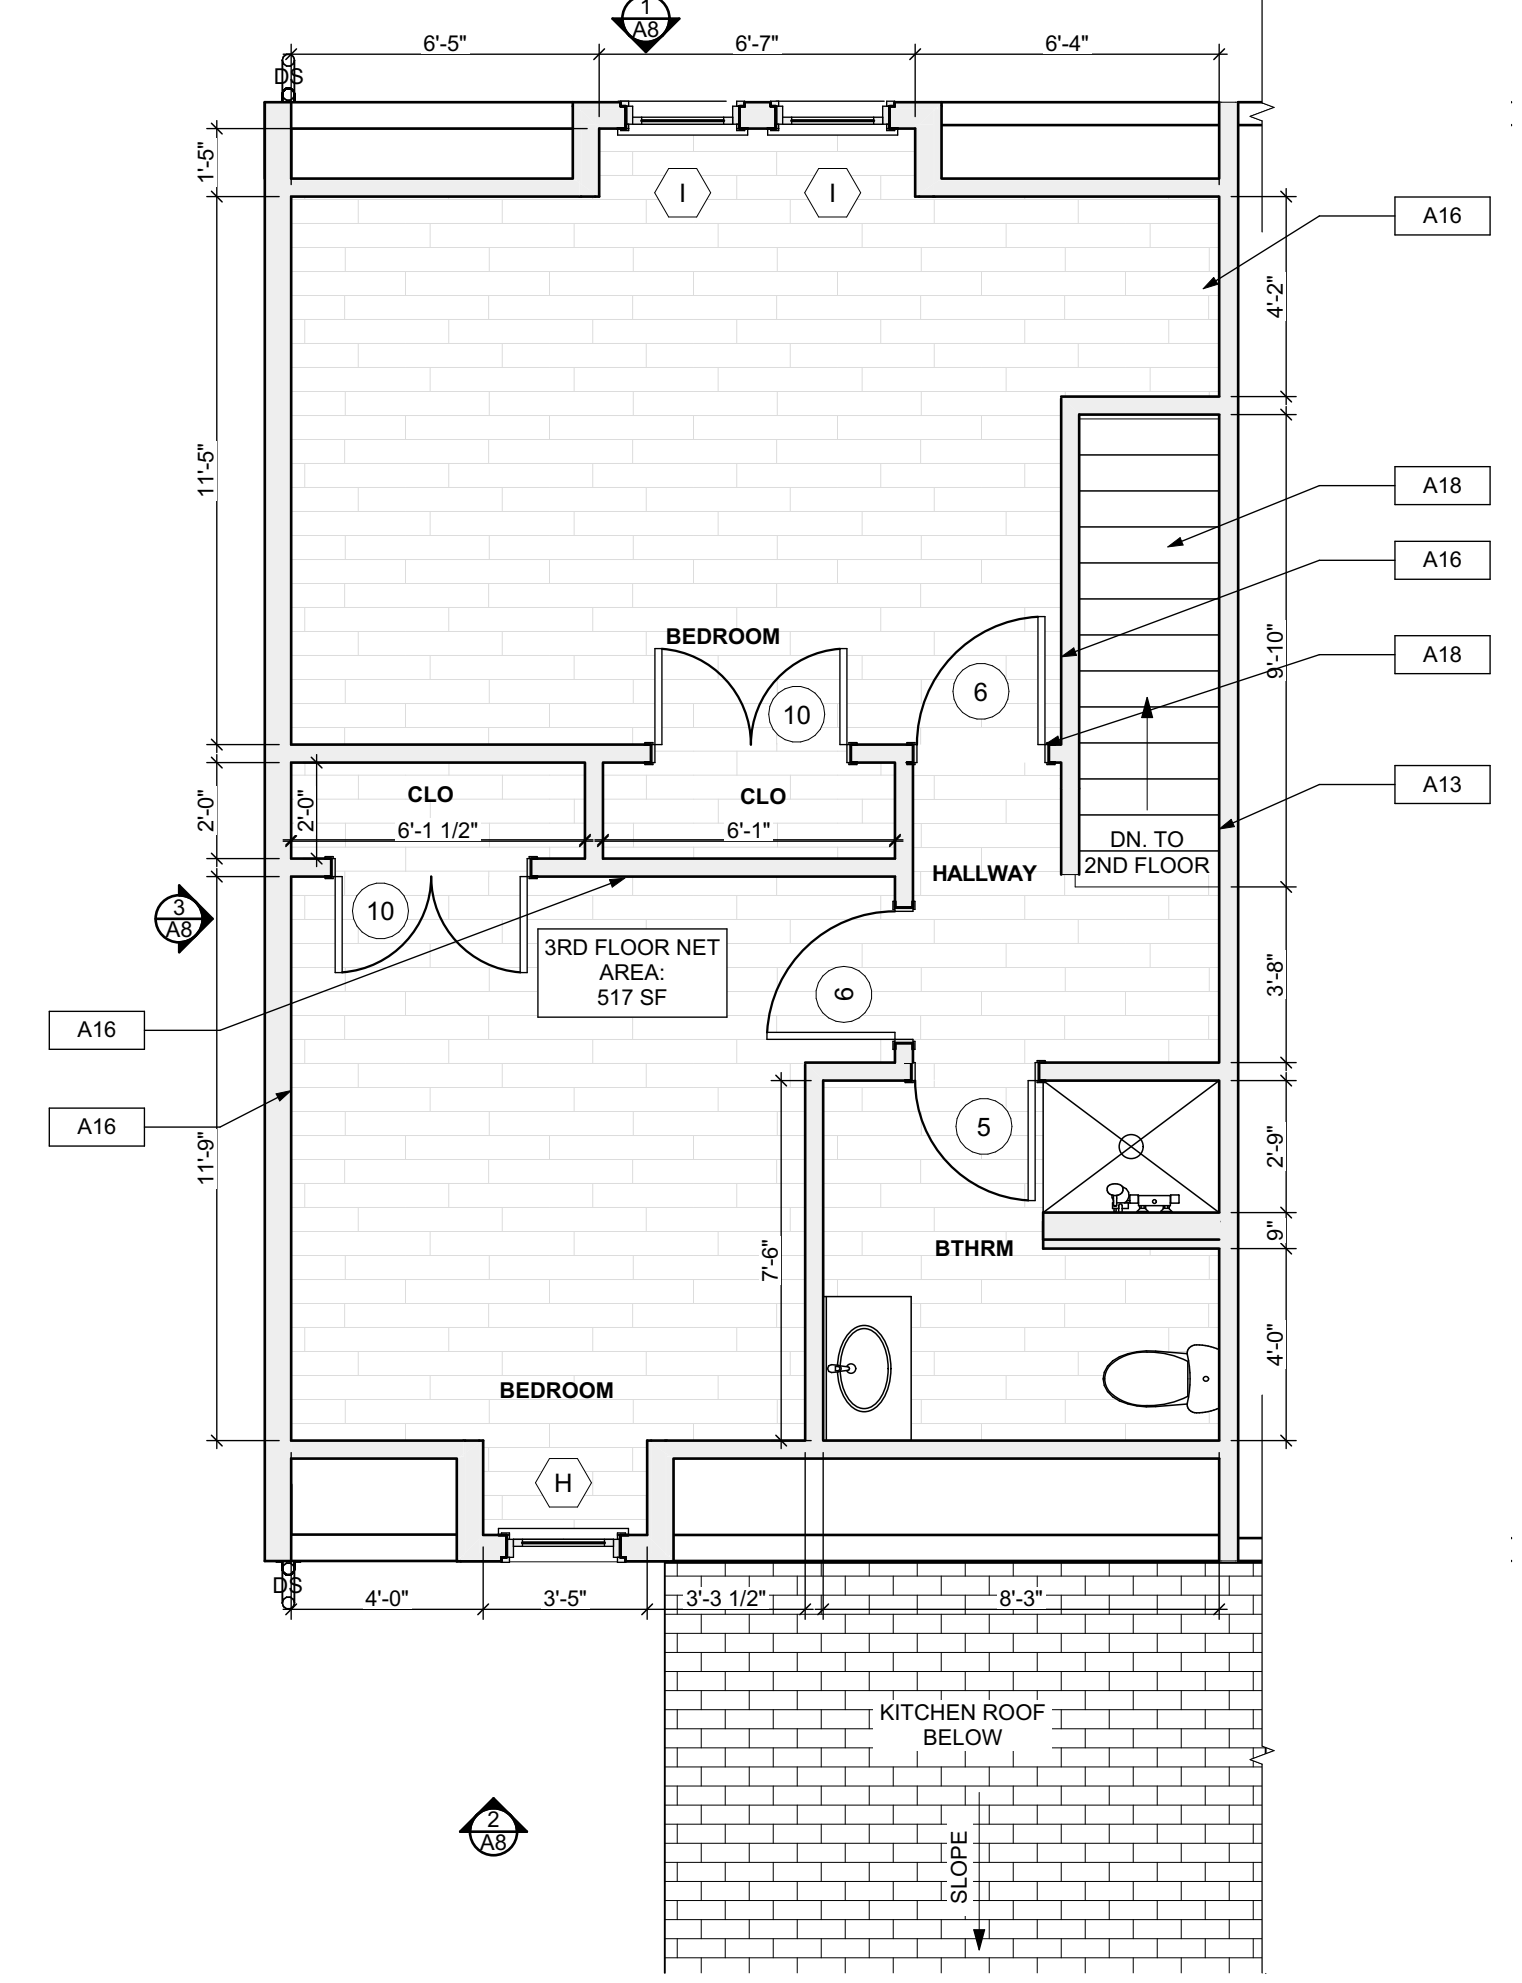 1
A8
6'-5"
6'-7"
6'-4"
DS
1'-5"
I
I
A16
4'-2"
11'-5"
A18
A16
BEDROOM
9'-10"
A18
6
10
A13
CLO
CLO
2'-0"
2'-0"
6'-1 1/2"
6'-1"
DN. TO
2ND FLOOR
HALLWAY
3
A8
10
3RD FLOOR NET
AREA:
517 SF
6
3'-8"
A16
A16
11'-9"
5
2'-9"
9"
BTHRM
7'-6"
4'-0"
BEDROOM
H
DS
4'-0"
3'-5"
3'-3 1/2"
8'-3"
KITCHEN ROOF
BELOW
2
A8
SLOPE